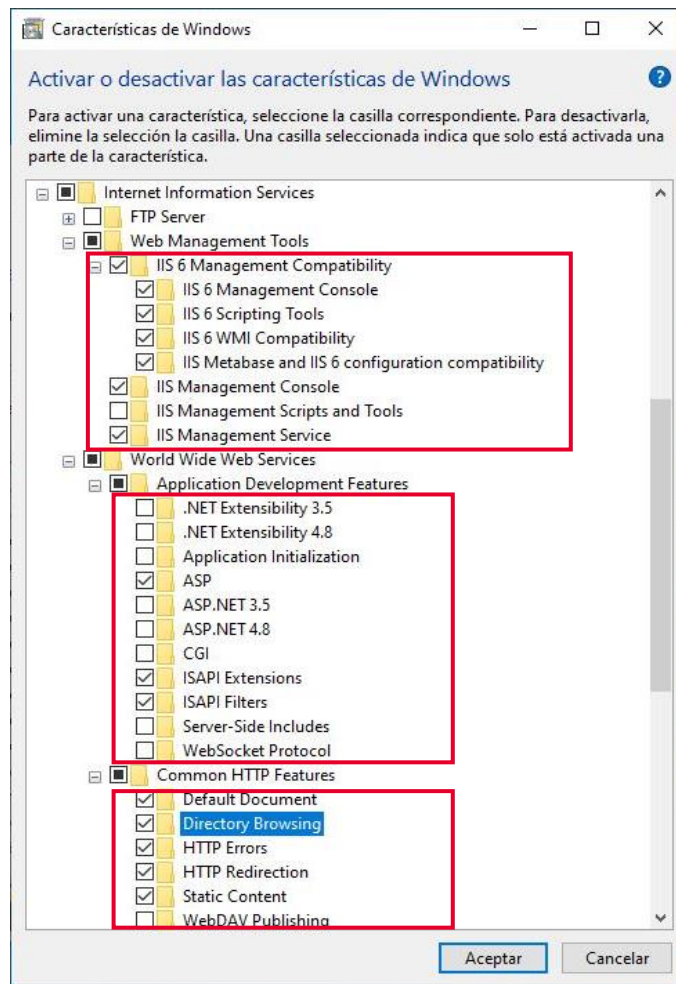 Características de Windows
Activar o desactivar las características de Windows
Para activar una característica, seleccione la casilla correspondiente. Para desactivarla,
elimine la selección la casilla. Una casilla seleccionada indica que solo está activada una
parte de la característica.
Internet Information Services
FTP Server
Web Management Tools
IIS 6 Management Compatibility
IIS 6 Management Console
IIS 6 Scripting Tools
IIS 6 WMI Compatibility
IIS Metabase and IIS 6 configuration compatibility
IIS Management Console
IIS Management Scripts and Tools
IIS Management Service
World Wide Web Services
Application Development Features
.NET Extensibility 3.5
.NET Extensibility 4.8
Application Initialization
ASP
ASP.NET 3.5
ASP.NET 4.8
CGI
ISAPI Extensions
ISAPI Filters
Server-Side Includes
WebSocket Protocol
Common HTTP Features
Default Document
Directory Browsing
HTTP Errors
HTTP Redirection
Static Content
WebDAV Publishing
Aceptar Cancelar